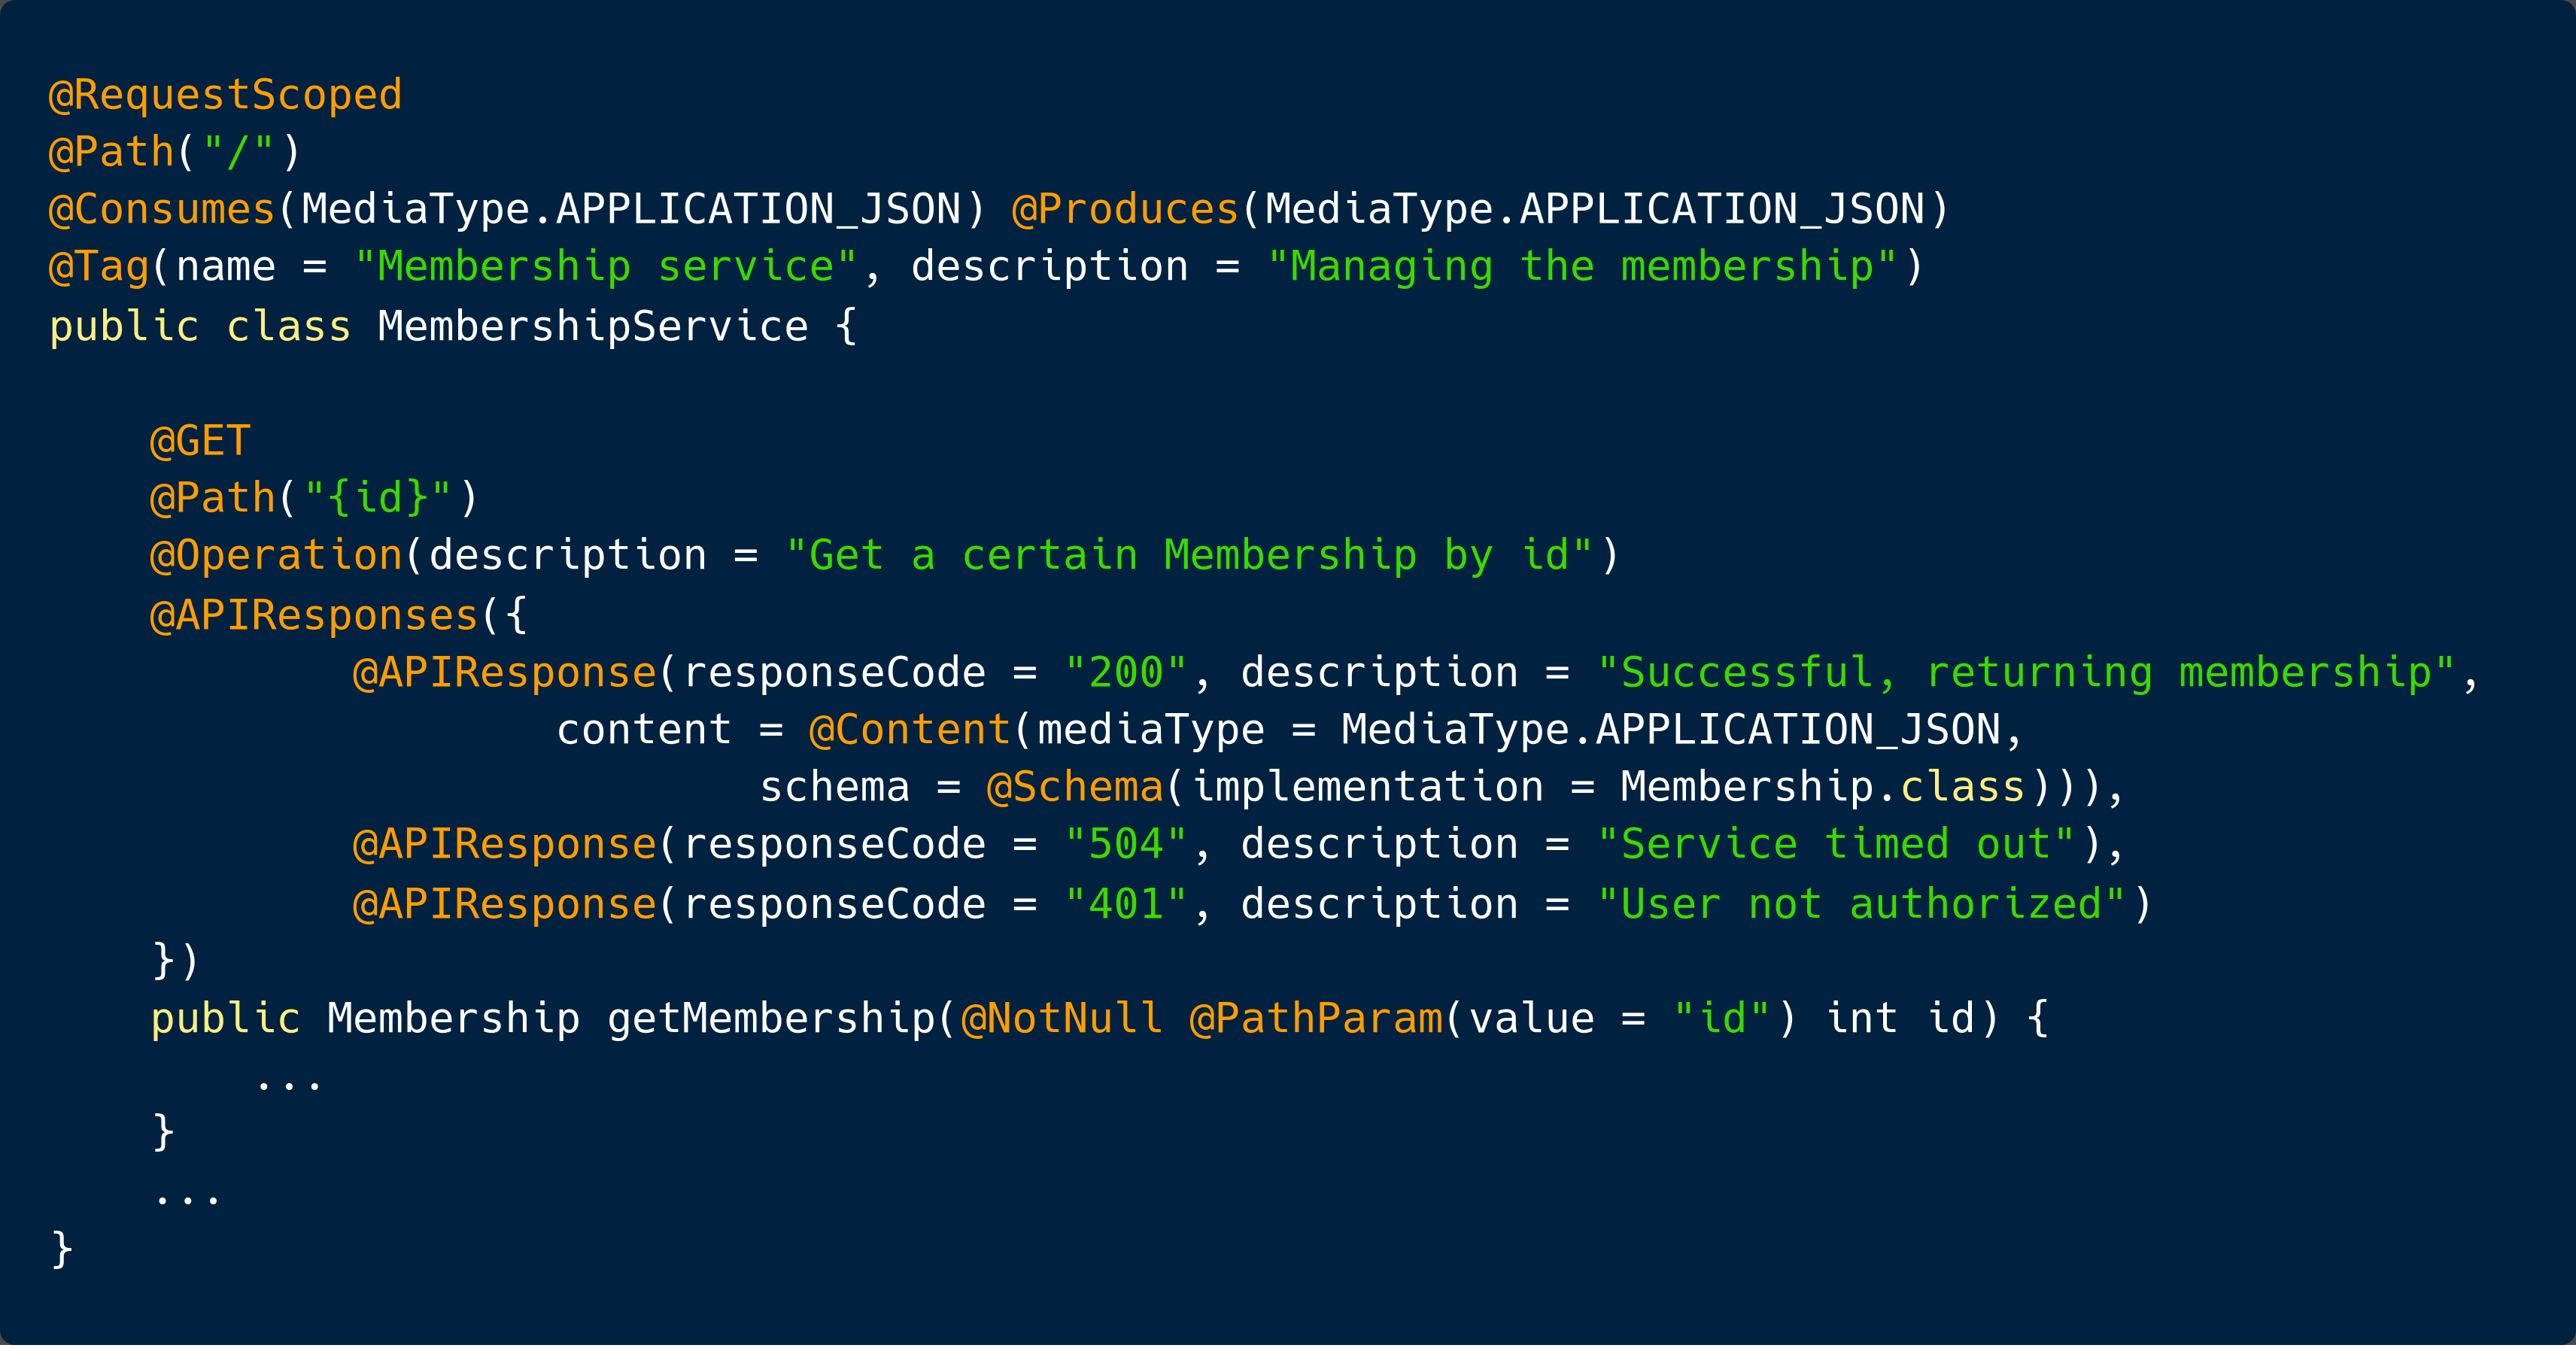 @RequestScoped
@Path("/")
@Consumes(MediaType.APPLICATION_JSON) @Produces(MediaType.APPLICATION_JSON)
@Tag(name = "Membership service", description = "Managing the membership")
public class MembershipService {

    @GET
    @Path("{id}")
    @Operation(description = "Get a certain Membership by id")
    @APIResponses({
            @APIResponse(responseCode = "200", description = "Successful, returning membership",
                    content = @Content(mediaType = MediaType.APPLICATION_JSON,
                            schema = @Schema(implementation = Membership.class))),
            @APIResponse(responseCode = "504", description = "Service timed out"),
            @APIResponse(responseCode = "401", description = "User not authorized")
    })
    public Membership getMembership(@NotNull @PathParam(value = "id") int id) {
        ...
    }
    ...
}